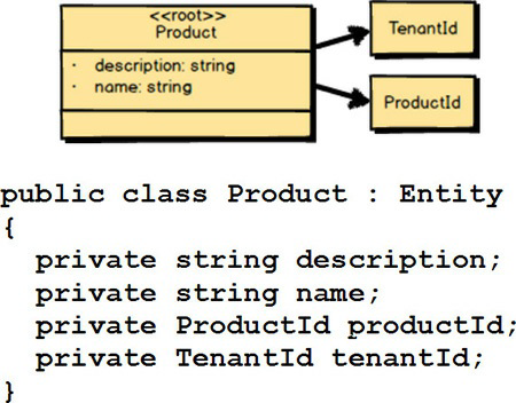 <<root>>
Product
· description: string
· name: string
TenantId
ProductId
public class Product : Entity
{
private string description;
private string name;
private ProductId productId;
private TenantId tenantId;
}